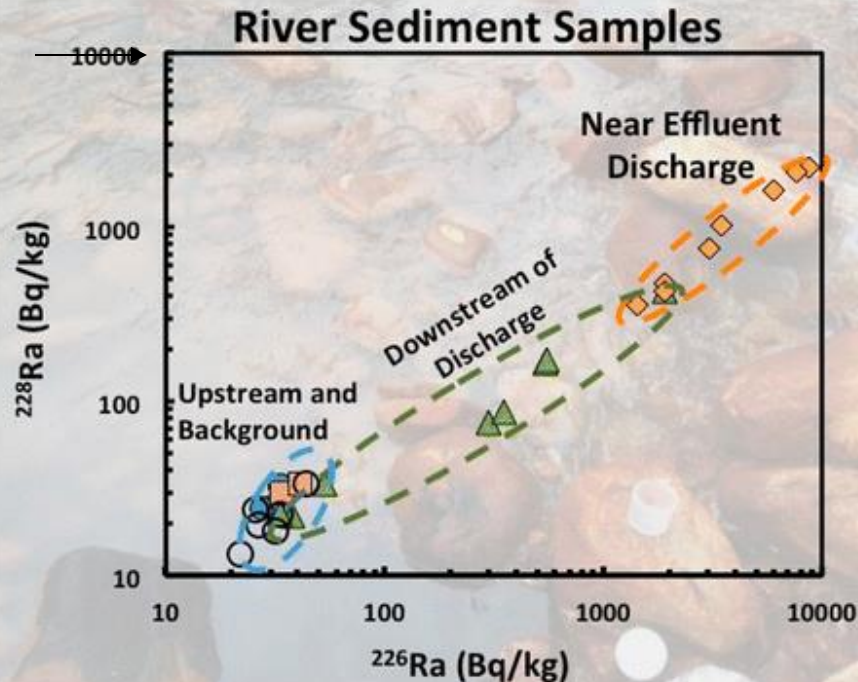 River Sediment Samples
10000
Near Effluent
Discharge
1000
Downstream of
Discharge
²²⁸Ra (Bq/kg)
100
Upstream and
Background
10
10 100 1000 10000
²²⁶Ra (Bq/kg)